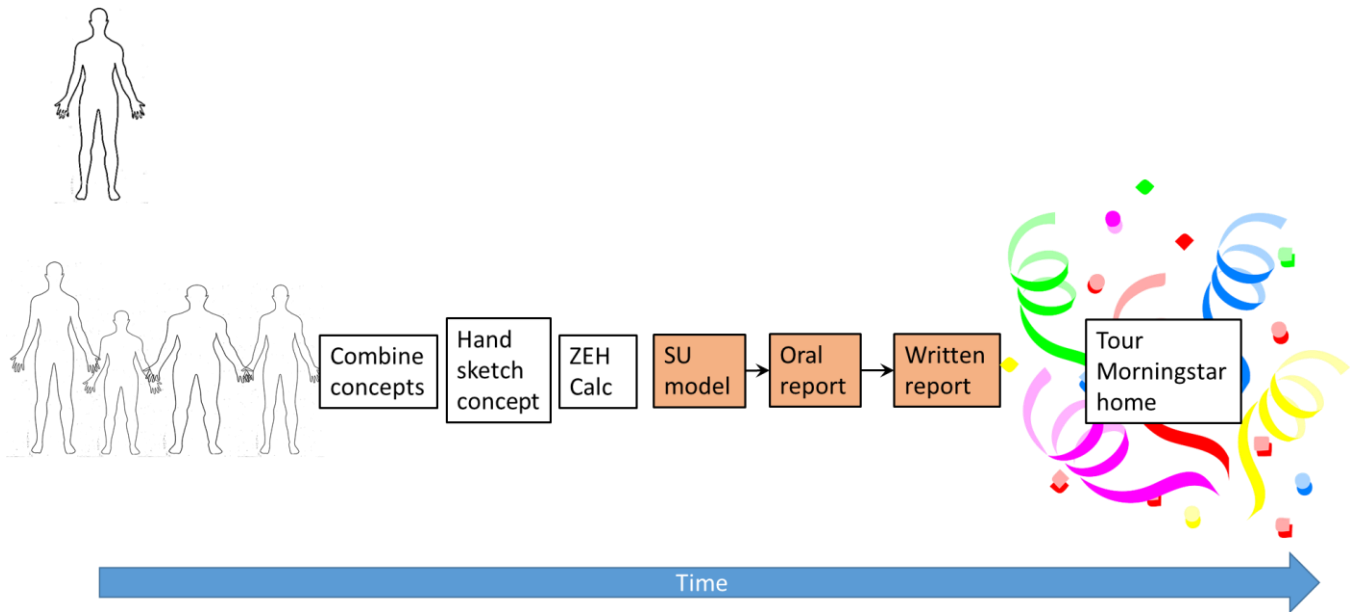 Combine
concepts
Hand
sketch
concept
ZEH
Calc
SU
model
Oral
report
Written
report
Tour
Morningstar
home
Time